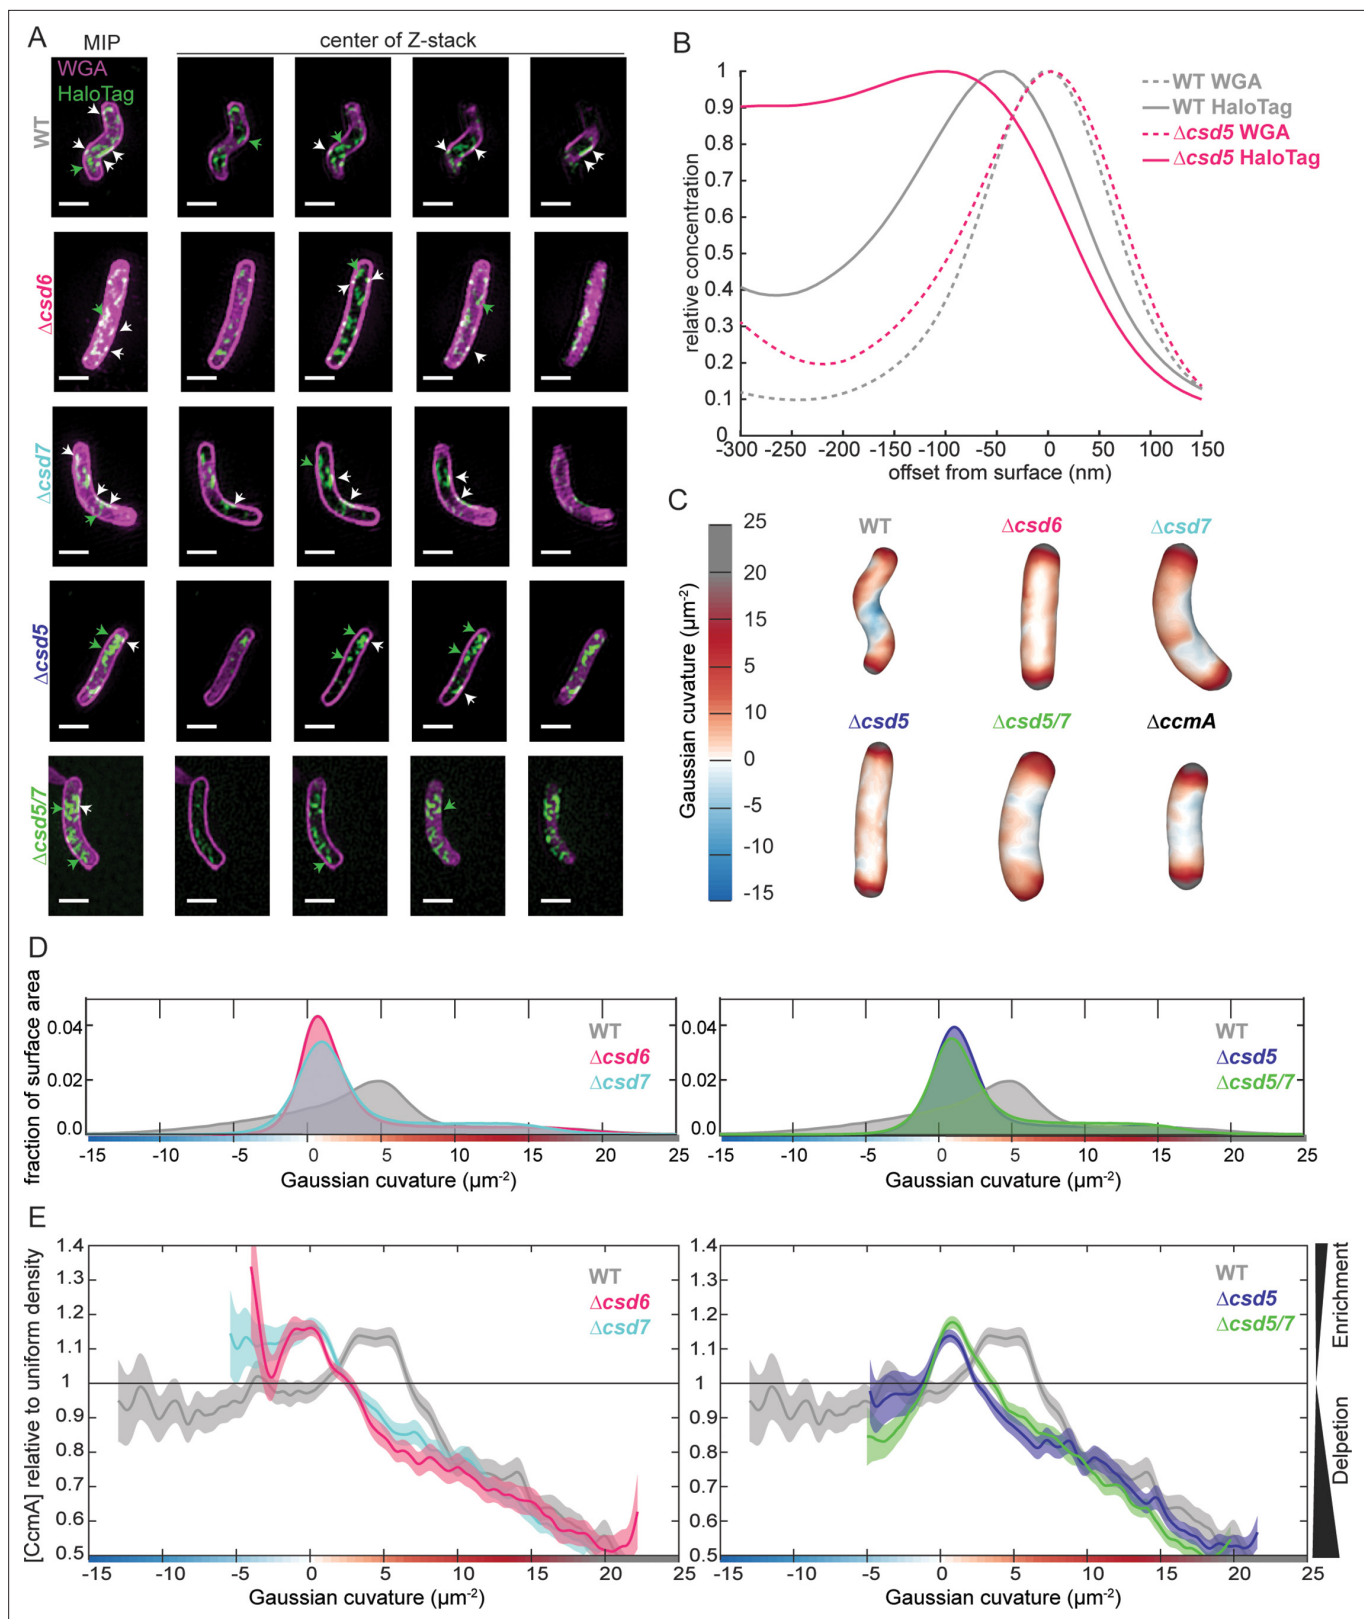 A
MIP
center of Z-stack
WGA
HaloTag
WT
Δcsd6
Δcsd7
Δcsd5
Δcsd5/7
B
relative concentration
1
0.9
0.8
0.7
0.6
0.5
0.4
0.3
0.2
0.1
0
-300 -250 -200 -150 -100 -50 0 50 100 150
offset from surface (nm)
WT WGA
WT HaloTag
Δcsd5 WGA
Δcsd5 HaloTag
C
Gaussian cuvature (µm-2)
25
20
15
5
10
0
-5
-10
-15
WT
Δcsd6
Δcsd7
Δcsd5
Δcsd5/7
ΔccmA
D
fraction of surface area
0.04
0.02
0.0
-15 -10 -5 0 5 10 15 20 25
Gaussian cuvature (µm-2)
WT
Δcsd6
Δcsd7
0.04
0.02
0.0
-15 -10 -5 0 5 10 15 20 25
Gaussian cuvature (µm-2)
WT
Δcsd5
Δcsd5/7
E
[CcmA] relative to uniform density
1.4
1.3
1.2
1.1
1
0.9
0.8
0.7
0.6
0.5
-15 -10 -5 0 5 10 15 20 25
Gaussian cuvature (µm-2)
WT
Δcsd6
Δcsd7
1.4
1.3
1.2
1.1
1
0.9
0.8
0.7
0.6
0.5
-15 -10 -5 0 5 10 15 20 25
Gaussian cuvature (µm-2)
WT
Δcsd5
Δcsd5/7
Enrichment
Delpetion